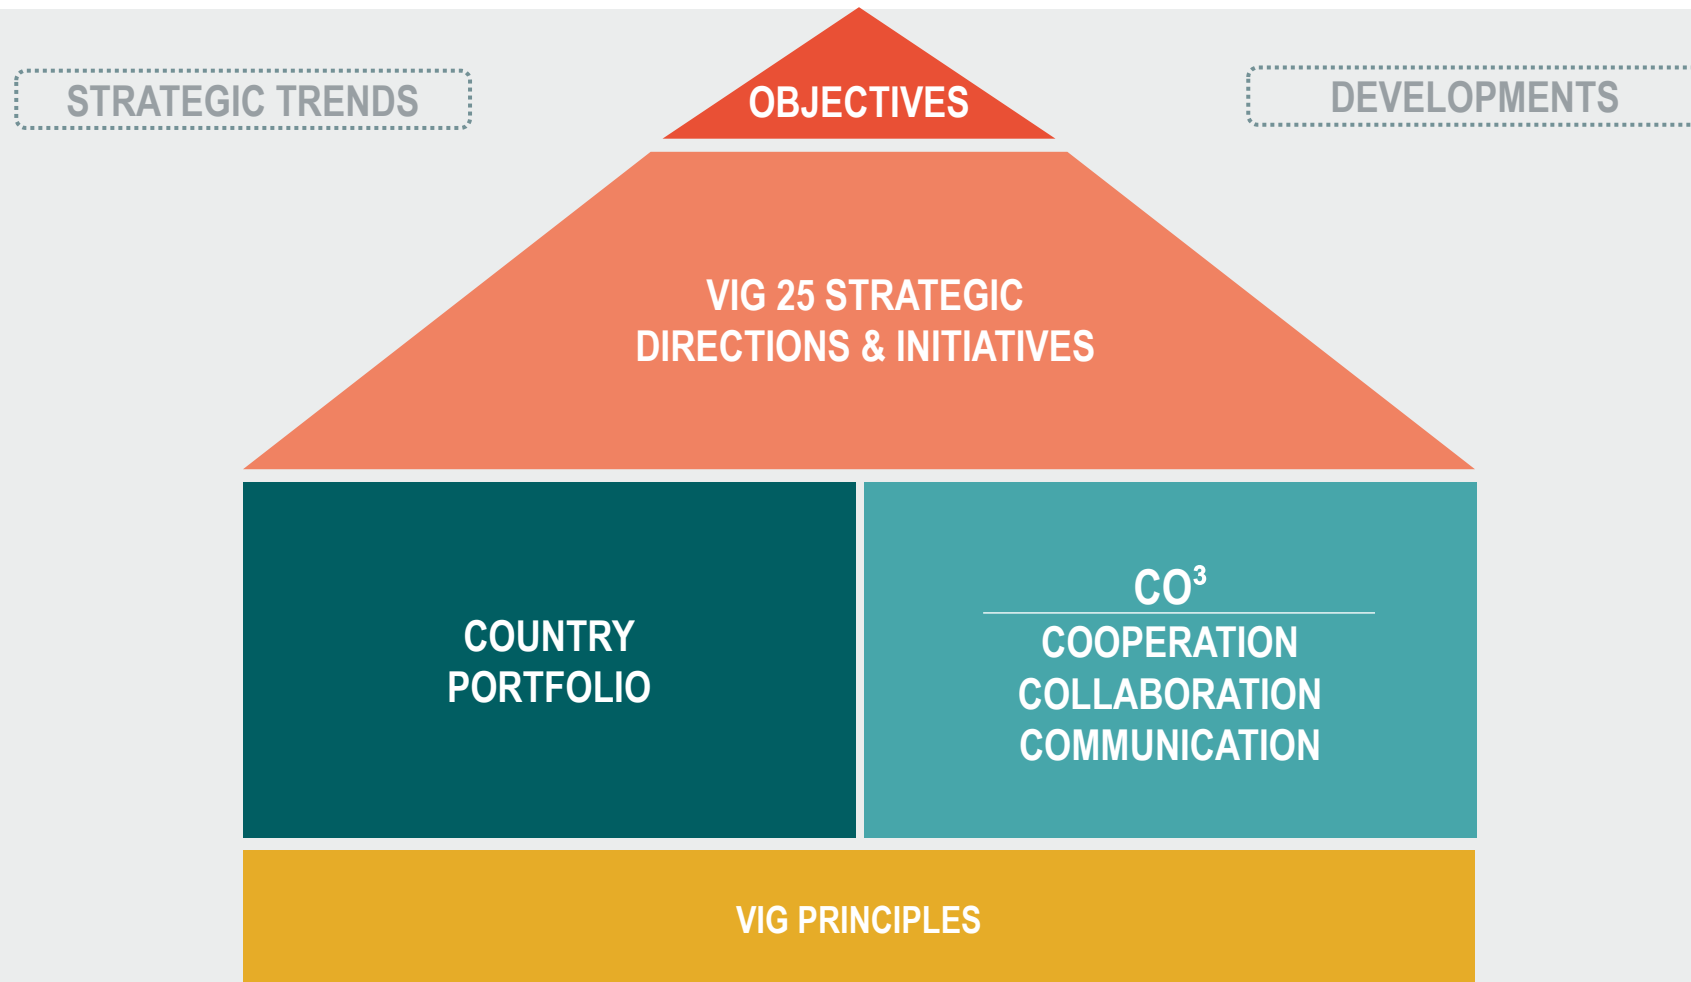 OBJECTIVES
STRATEGIC TRENDS
DEVELOPMENTS
VIG 25 STRATEGIC
DIRECTIONS & INITIATIVES
COUNTRY
PORTFOLIO
CO³
COOPERATION
COLLABORATION
COMMUNICATION
VIG PRINCIPLES